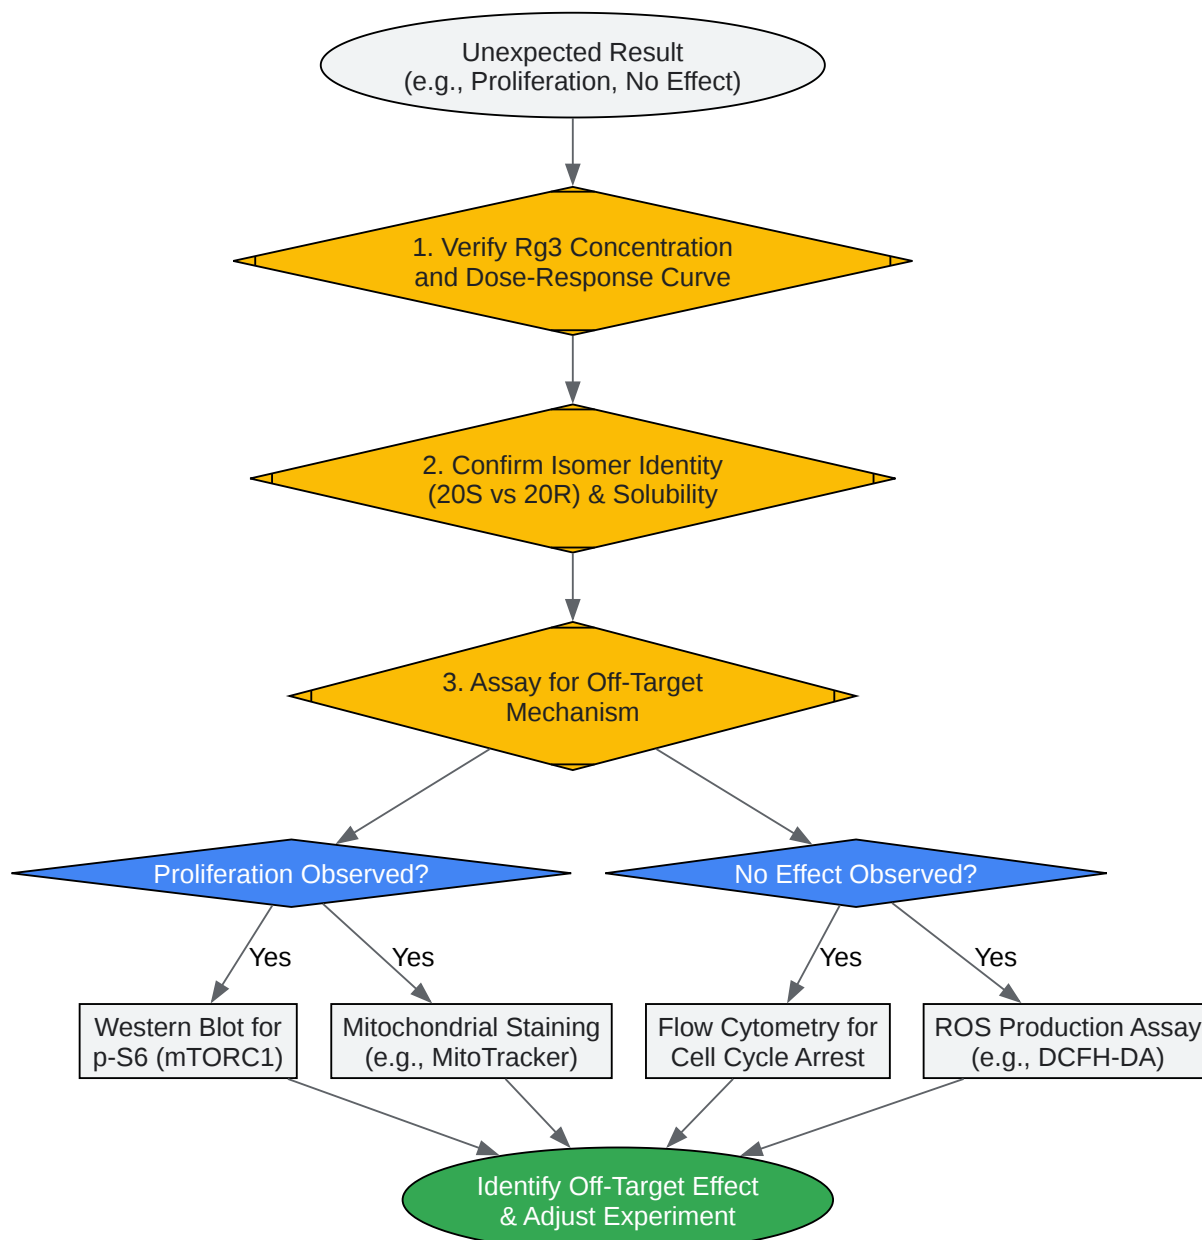 Unexpected Result
(e.g., Proliferation, No Effect)
1. Verify Rg3 Concentration
and Dose-Response Curve
2. Confirm Isomer Identity
(20S vs 20R) & Solubility
3. Assay for Off-Target
Mechanism
Proliferation Observed?
No Effect Observed?
Yes
Yes
Yes
Yes
Western Blot for
p-S6 (mTORC1)
Mitochondrial Staining
(e.g., MitoTracker)
Flow Cytometry for
Cell Cycle Arrest
ROS Production Assay
(e.g., DCFH-DA)
Identify Off-Target Effect
& Adjust Experiment